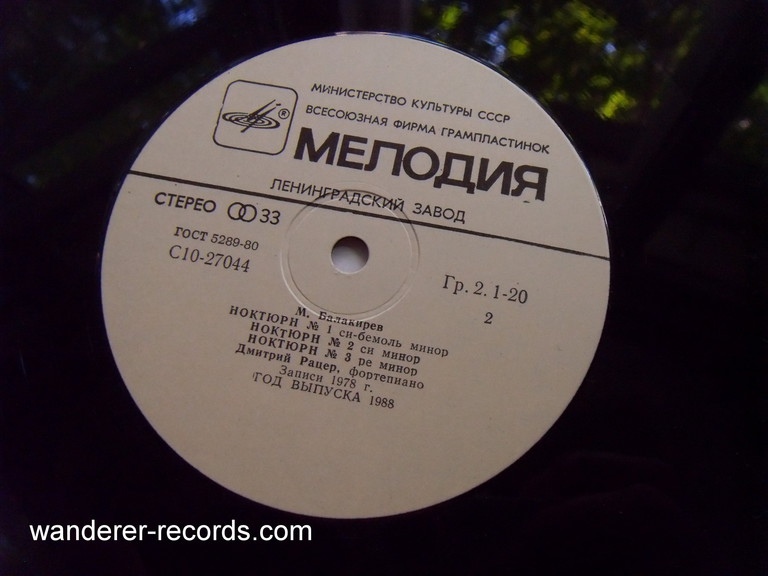 МИНИСТЕРСТВО КУЛЬТУРЫ СССР
ВСЕСОЮЗНАЯ ФИРМА ГРАМПЛАСТИНОК
®
МЕЛОДИЯ
ЛЕНИНГРАДСКИЙ ЗАВОД
СТЕРЕО 33
ГОСТ 5289-80
С10-27044
Гр. 2. 1-20
2
М. Балакирев
НОКТЮРН № 1 си-бемоль минор
НОКТЮРН № 2 си минор
НОКТЮРН № 3 ре минор
Дмитрий Рацер, фортепиано
Записи 1978 г.
ГОД ВЫПУСКА 1988
wanderer-records.com